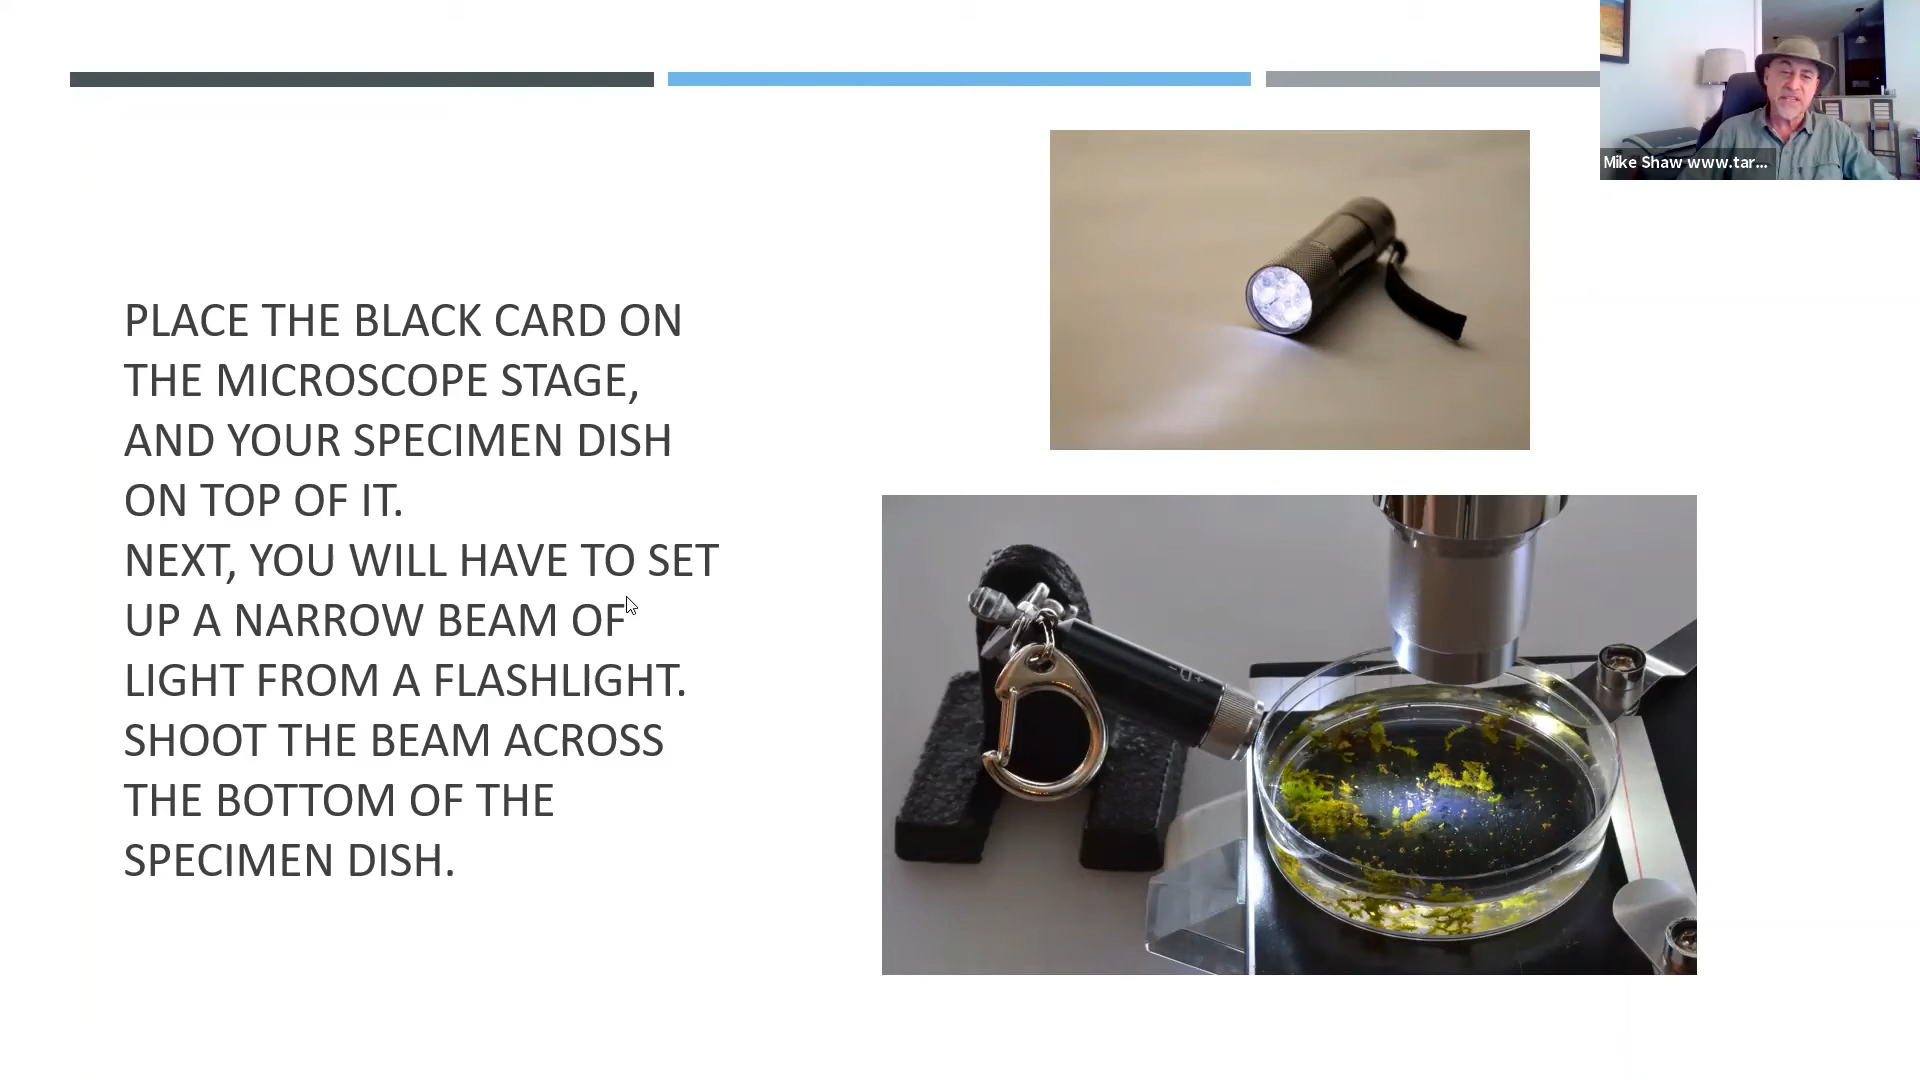 Mike Shaw www.tar...
PLACE THE BLACK CARD ON
THE MICROSCOPE STAGE,
AND YOUR SPECIMEN DISH
ON TOP OF IT.
NEXT, YOU WILL HAVE TO SET
UP A NARROW BEAM OF
LIGHT FROM A FLASHLIGHT.
SHOOT THE BEAM ACROSS
THE BOTTOM OF THE
SPECIMEN DISH.